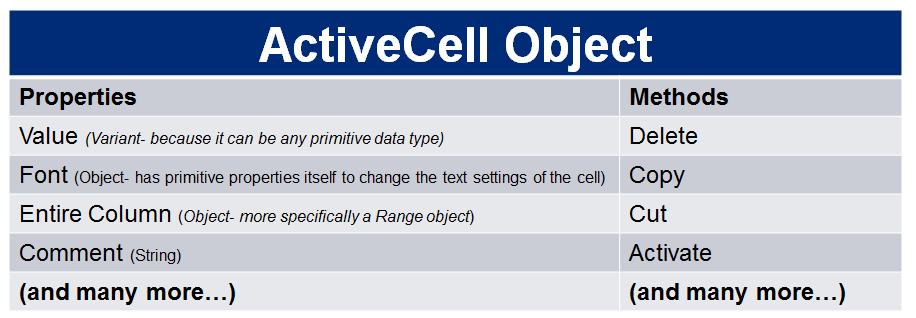 ActiveCell Object
Properties Methods
Value (Variant- because it can be any primitive data type) Delete
Font (Object- has primitive properties itself to change the text settings of the cell) Copy
Entire Column (Object- more specifically a Range object) Cut
Comment (String) Activate
(and many more…) (and many more…)